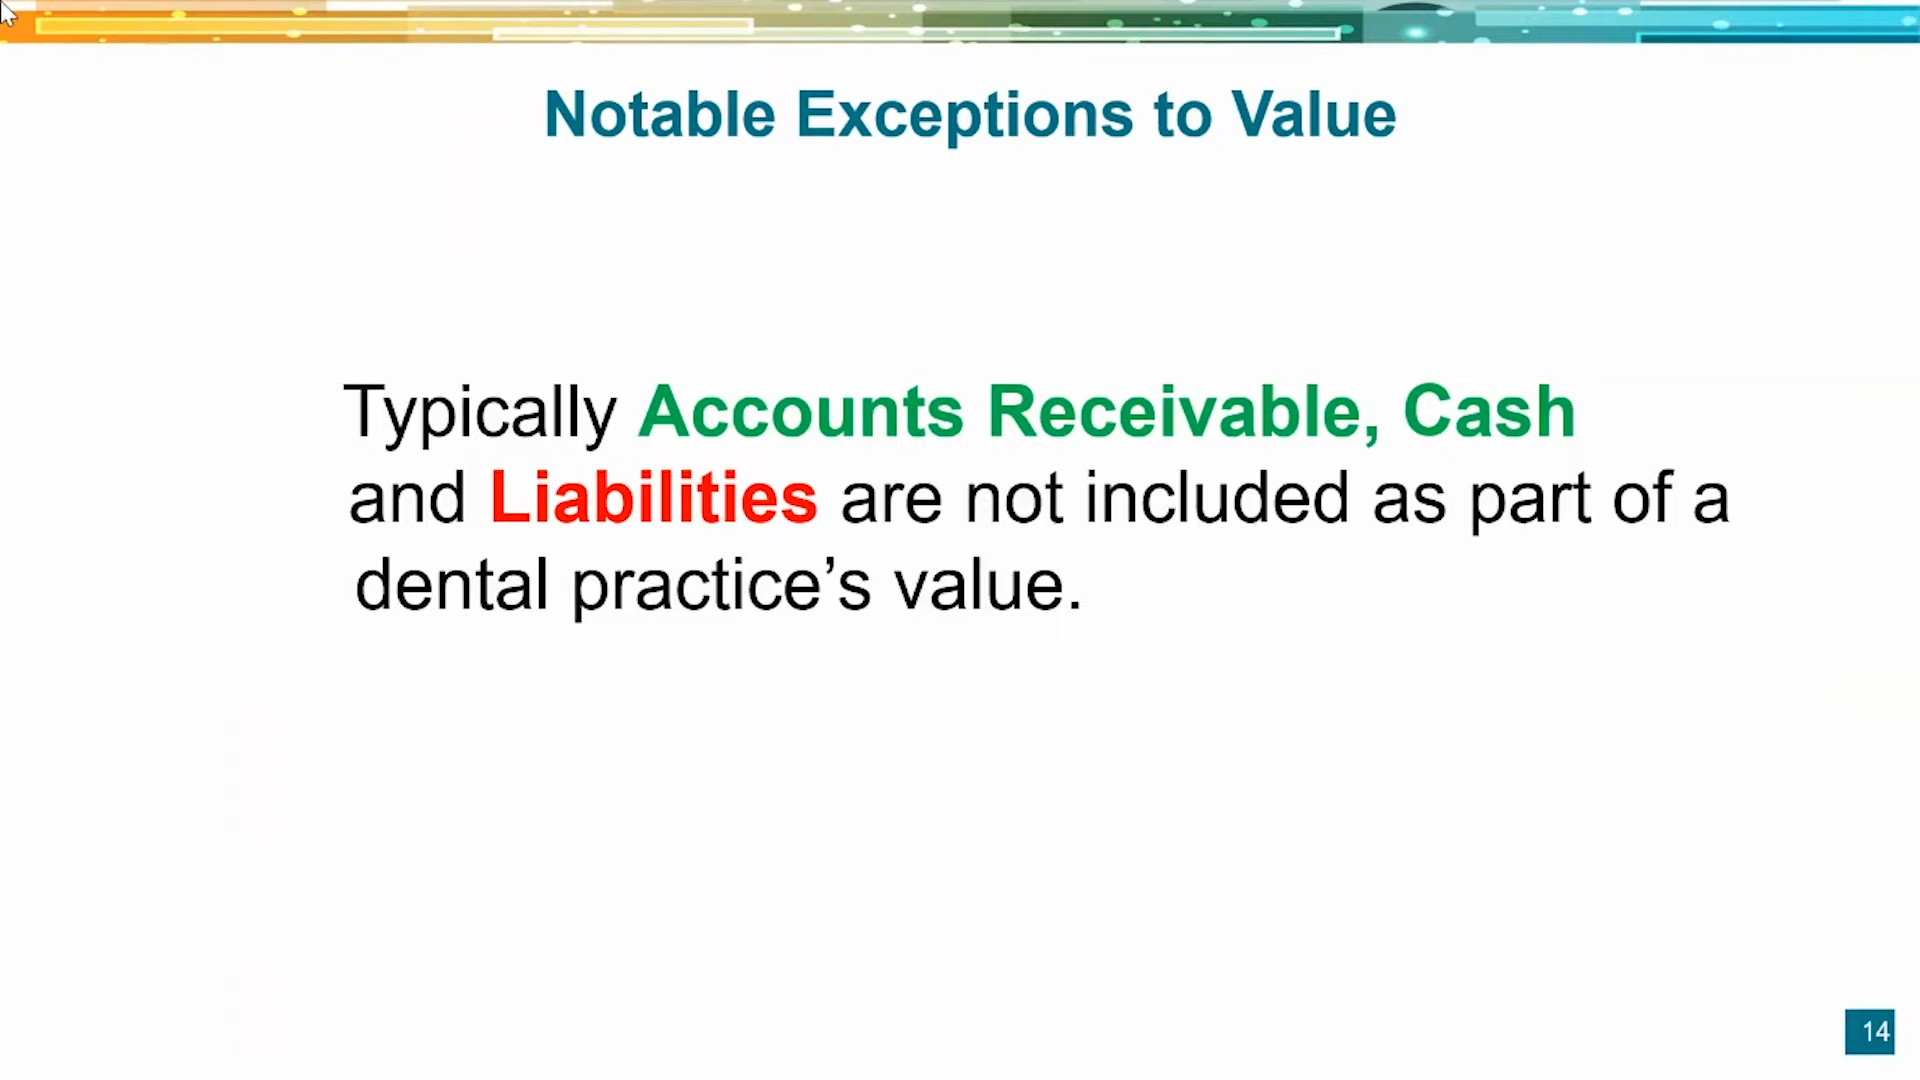 Notable Exceptions to Value
Typically Accounts Receivable, Cash
and Liabilities are not included as part of a
dental practice’s value.
14